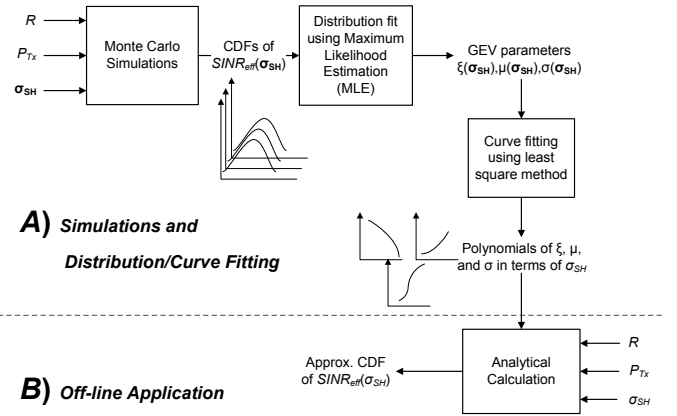 R
P_Tx
σ_SH
Monte Carlo
Simulations
CDFs of
SINR_eff(σ_SH)
Distribution fit
using Maximum
Likelihood
Estimation
(MLE)
GEV parameters
ξ(σ_SH),μ(σ_SH),σ(σ_SH)
Curve fitting
using least
square method
A) Simulations and
Distribution/Curve Fitting
Polynomials of ξ, μ,
and σ in terms of σ_SH
Approx. CDF
of SINR_eff(σ_SH)
Analytical
Calculation
R
P_Tx
σ_SH
B) Off-line Application